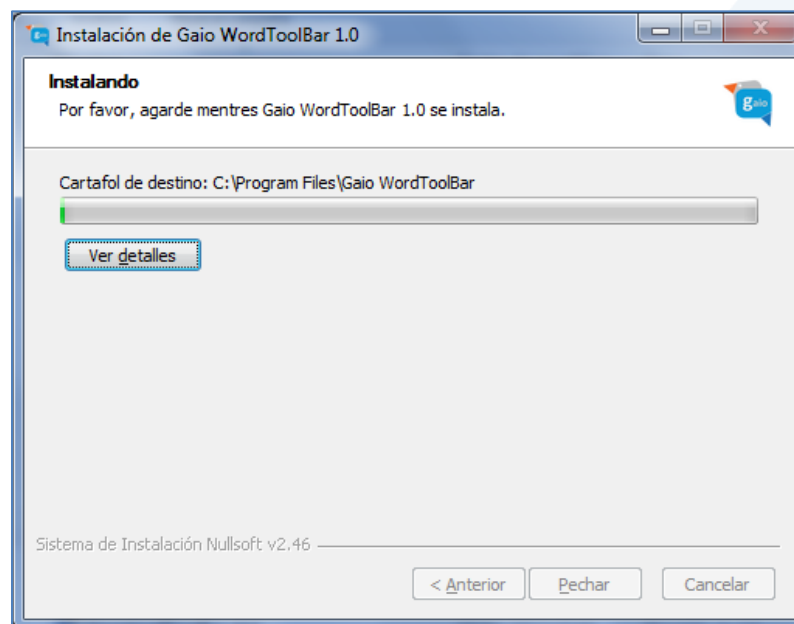 Instalación de Gaio WordToolBar 1.0
Instalando
Por favor, agarde mentres Gaio WordToolBar 1.0 se instala.
gaio
Cartafol de destino: C:\Program Files\Gaio WordToolBar
Ver detalles
Sistema de Instalación Nullsoft v2.46
< Anterior
Pechar
Cancelar